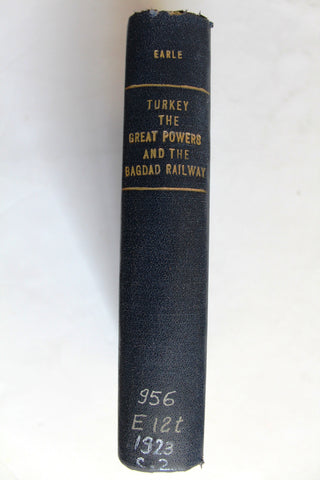 EARLE
TURKEY
THE
GREAT POWERS
AND THE
BAGDAD RAILWAY
956
E12t
1923
c.2